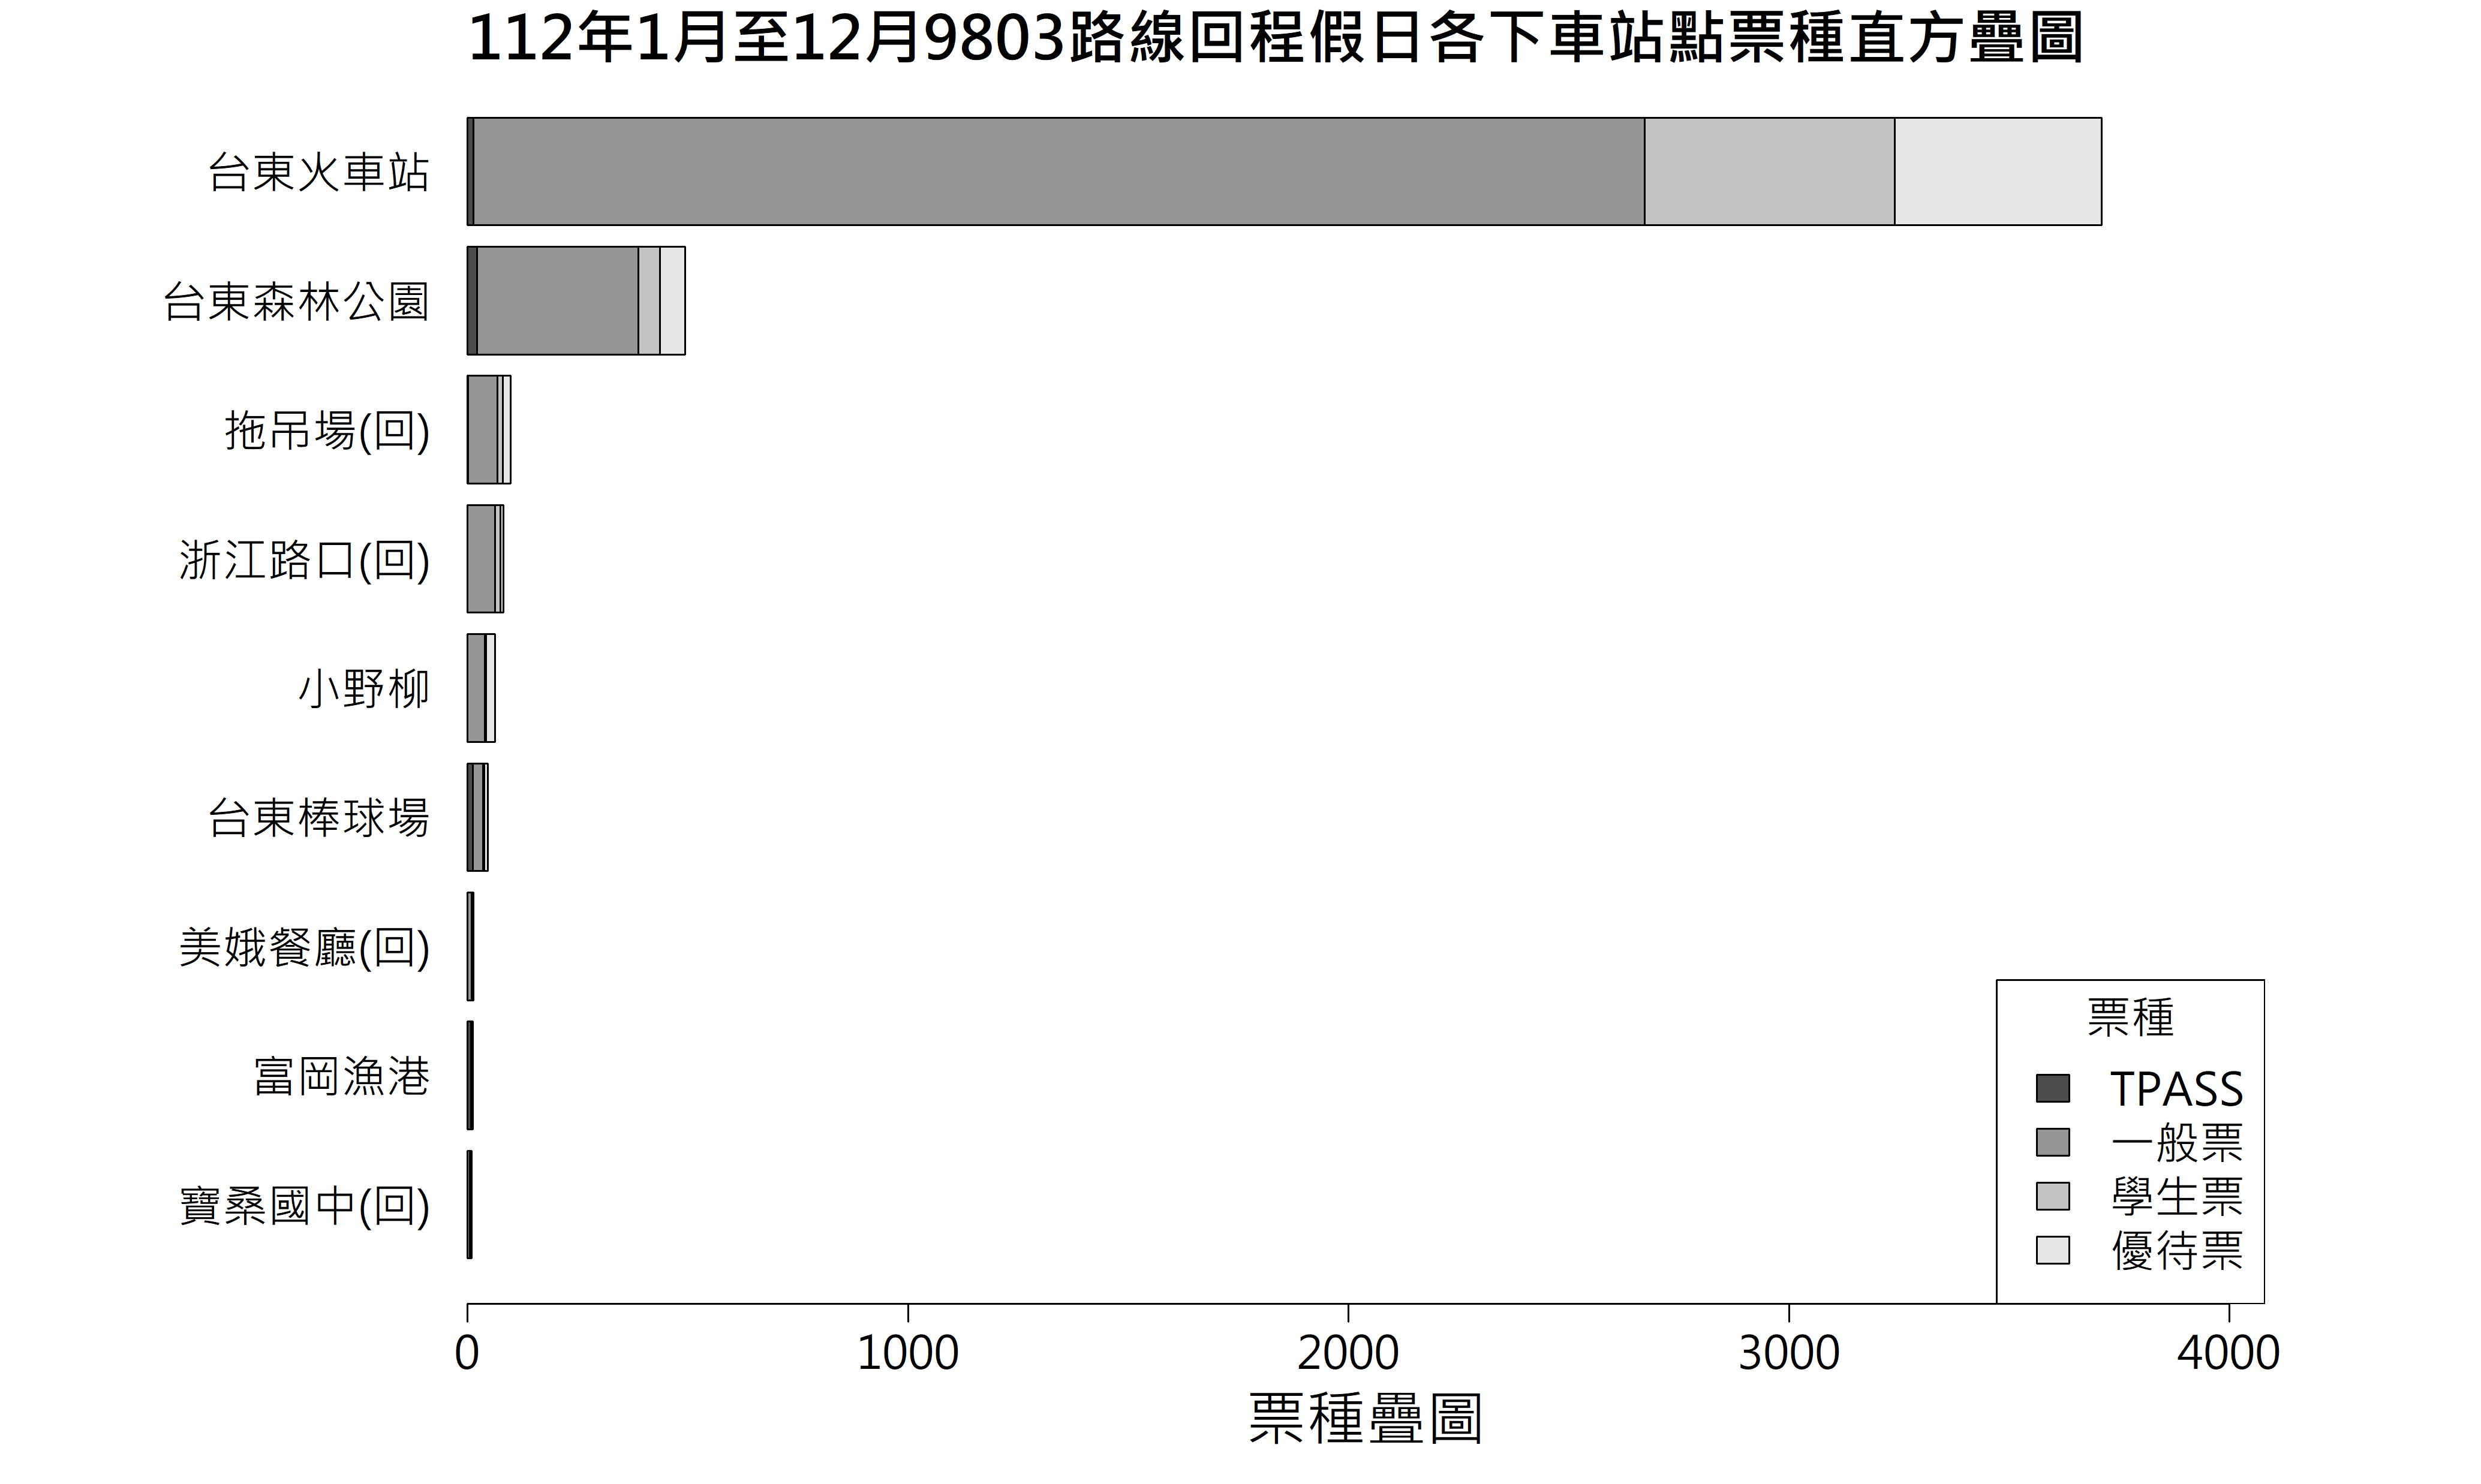 112年1月至12月9803路線回程假日各下車站點票種直方疊圖
台東火車站
台東森林公園
拖吊場(回)
浙江路口(回)
小野柳
台東棒球場
美娥餐廳(回)
富岡漁港
寶桑國中(回)
票種
TPASS
一般票
學生票
優待票
0 1000 2000 3000 4000
票種疊圖